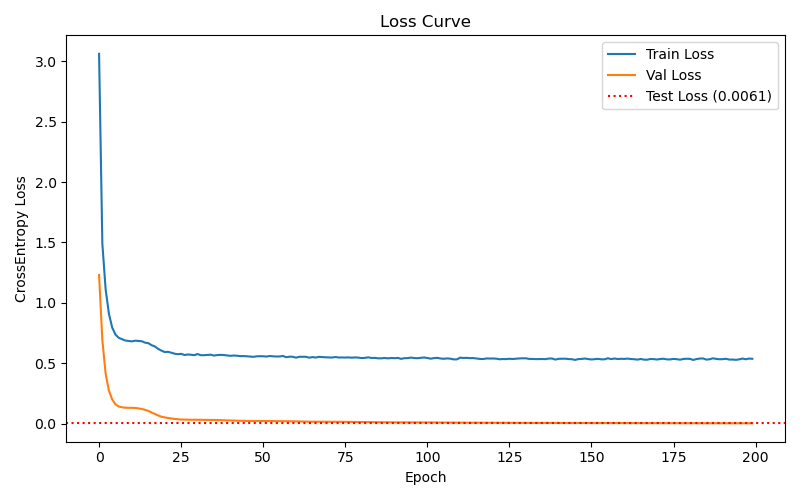 Loss Curve
Train Loss
Val Loss
Test Loss (0.0061)
CrossEntropy Loss
3.0
2.5
2.0
1.5
1.0
0.5
0.0
0 25 50 75 100 125 150 175 200
Epoch